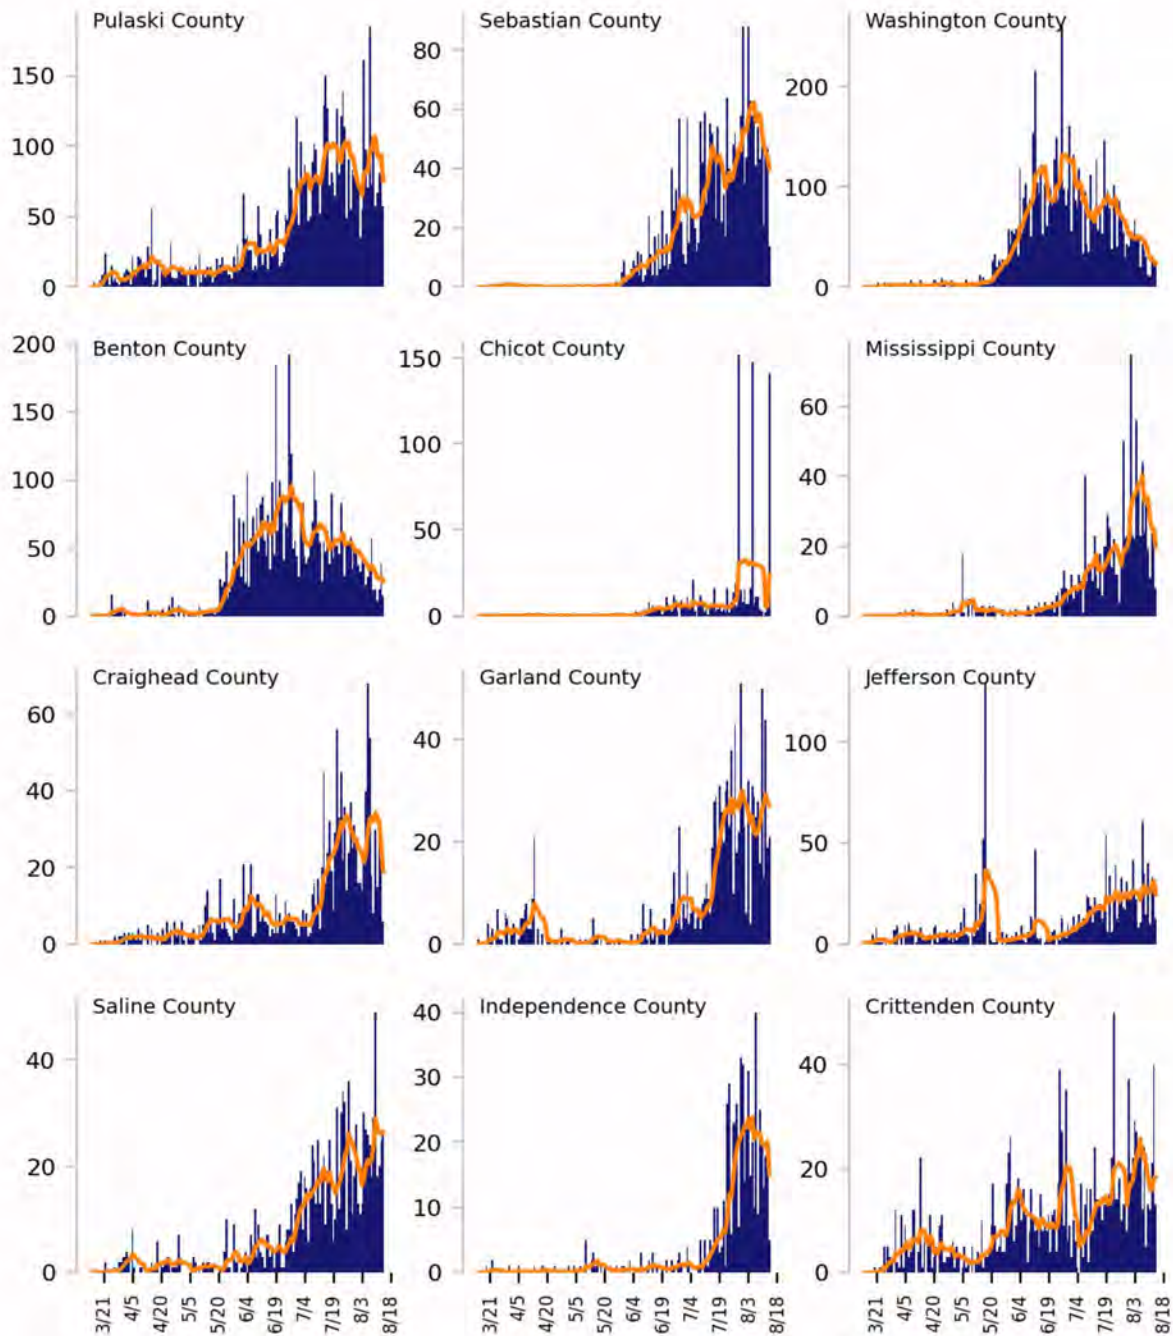 Pulaski County Sebastian County Washington County
150 80 200
100 60 100
50 40 0
0 20
0
Benton County Chicot County Mississippi County
200 150 60
150 100 40
100 50 20
50 0 0
0
Craighead County Garland County Jefferson County
60 40 100
40 20 50
20 0 0
0
Saline County Independence County Crittenden County
40 40 40
20 30 20
0 20 0
10
0
3/21 4/5 4/20 5/5 5/20 6/4 6/19 7/4 7/19 8/3 8/18 3/21 4/5 4/20 5/5 5/20 6/4 6/19 7/4 7/19 8/3 8/18 3/21 4/5 4/20 5/5 5/20 6/4 6/19 7/4 7/19 8/3 8/18